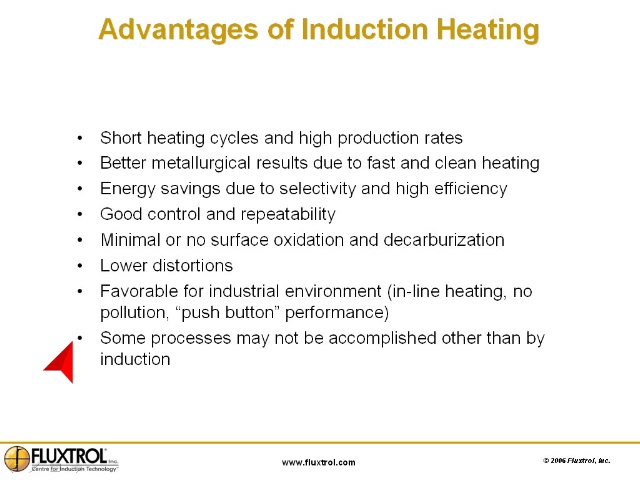 Advantages of Induction Heating
• Short heating cycles and high production rates
• Better metallurgical results due to fast and clean heating
• Energy savings due to selectivity and high efficiency
• Good control and repeatability
• Minimal or no surface oxidation and decarburization
• Lower distortions
• Favorable for industrial environment (in-line heating, no
pollution, “push button” performance)
• Some processes may not be accomplished other than by
induction
FLUXTROL Inc.
Centre for Induction Technology™
www.fluxtrol.com
© 2006 Fluxtrol, Inc.